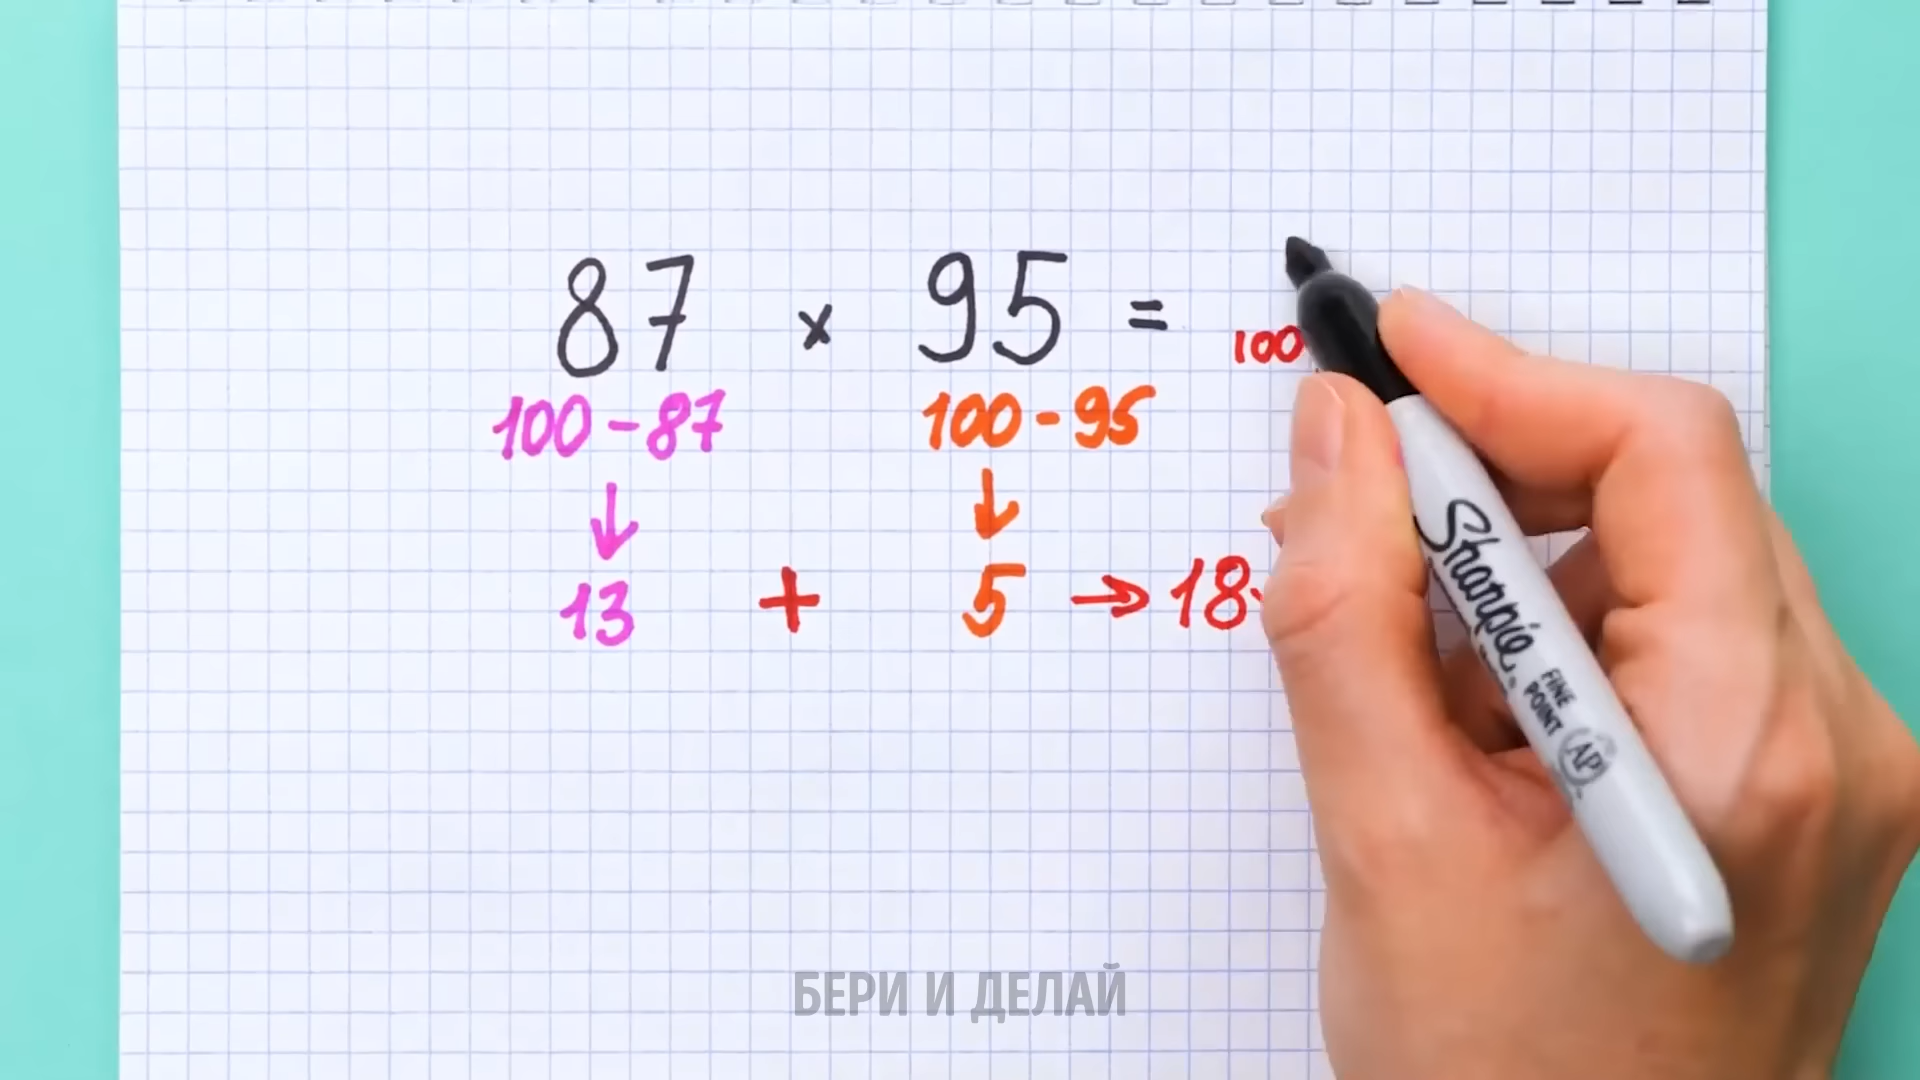 87 × 95 =
100
100-87
100-95
↓ ↓
13 + 5 → 18
Sharpie
FINE
POINT
AP
БЕРИ И ДЕЛАЙ